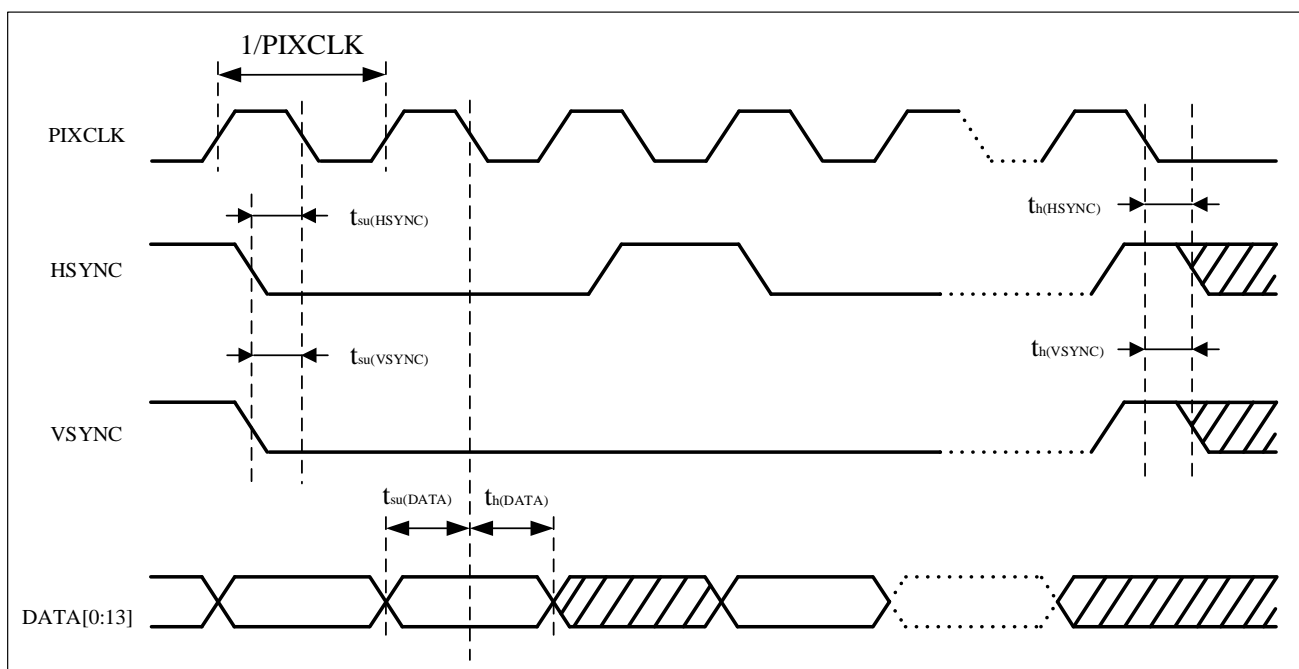 1/PIXCLK
PIXCLK
tsu(HSYNC)
th(HSYNC)
HSYNC
tsu(VSYNC)
th(VSYNC)
VSYNC
tsu(DATA) th(DATA)
DATA[0:13]